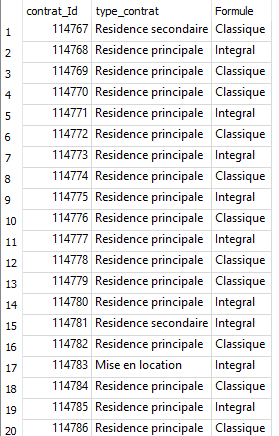 contrat_Id type_contrat Formule
1 114767 Residence secondaire Classique
2 114768 Residence principale Integral
3 114769 Residence principale Classique
4 114770 Residence principale Classique
5 114771 Residence principale Integral
6 114772 Residence principale Classique
7 114773 Residence principale Integral
8 114774 Residence principale Classique
9 114775 Residence principale Integral
10 114776 Residence principale Classique
11 114777 Residence principale Integral
12 114778 Residence principale Classique
13 114779 Residence principale Classique
14 114780 Residence principale Integral
15 114781 Residence secondaire Integral
16 114782 Residence principale Classique
17 114783 Mise en location Integral
18 114784 Residence principale Classique
19 114785 Residence principale Integral
20 114786 Residence principale Classique